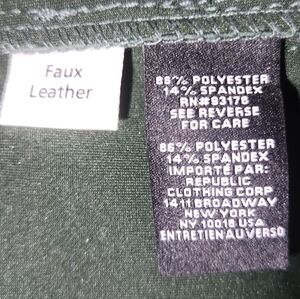 Faux
Leather
86% POLYESTER
14% SPANDEX
RN#93176
SEE REVERSE
FOR CARE
86% POLYESTER
14% SPANDEX
IMPORTÉ PAR:
REPUBLIC
CLOTHING CORP
1411 BROADWAY
NEW YORK
NY 10018 USA
ENTRETIEN AU VERSO